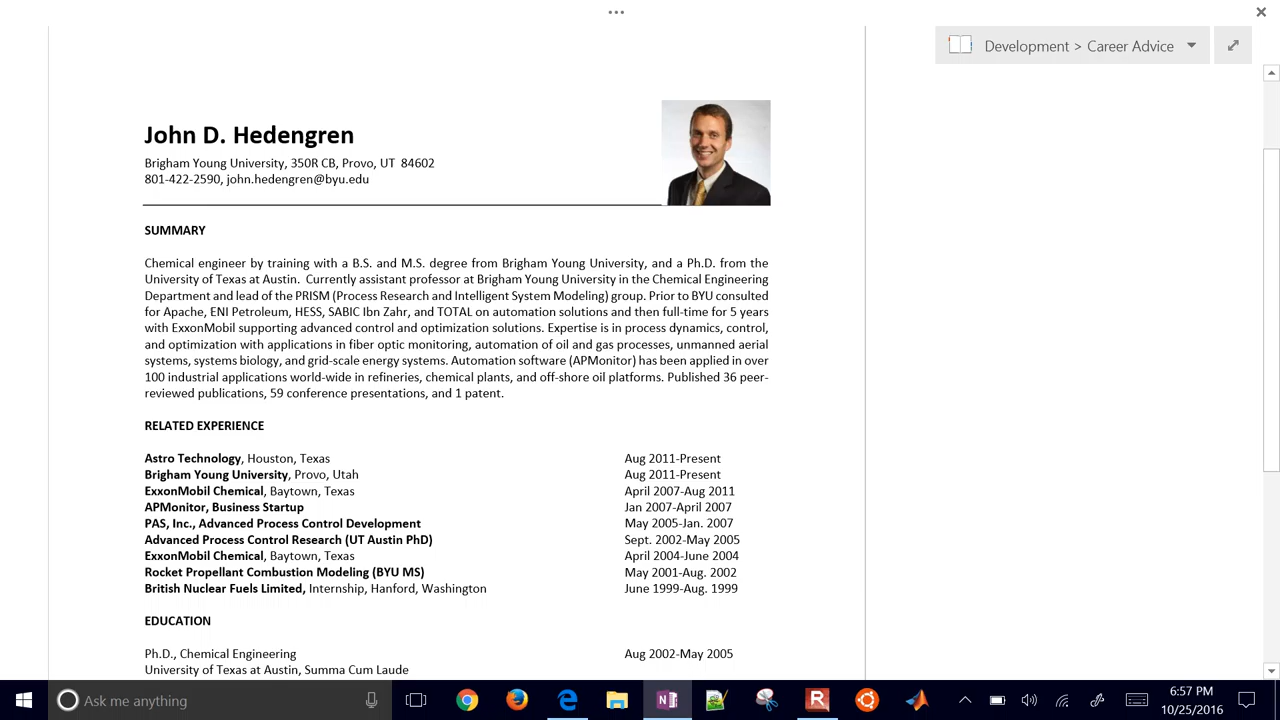 Development > Career Advice
John D. Hedengren
Brigham Young University, 350R CB, Provo, UT 84602
801-422-2590, john.hedengren@byu.edu
SUMMARY
Chemical engineer by training with a B.S. and M.S. degree from Brigham Young University, and a Ph.D. from the
University of Texas at Austin. Currently assistant professor at Brigham Young University in the Chemical Engineering
Department and lead of the PRISM (Process Research and Intelligent System Modeling) group. Prior to BYU consulted
for Apache, ENI Petroleum, HESS, SABIC Ibn Zahr, and TOTAL on automation solutions and then full-time for 5 years
with ExxonMobil supporting advanced control and optimization solutions. Expertise is in process dynamics, control,
and optimization with applications in fiber optic monitoring, automation of oil and gas processes, unmanned aerial
systems, systems biology, and grid-scale energy systems. Automation software (APMonitor) has been applied in over
100 industrial applications world-wide in refineries, chemical plants, and off-shore oil platforms. Published 36 peer-
reviewed publications, 59 conference presentations, and 1 patent.
RELATED EXPERIENCE
Astro Technology, Houston, Texas Aug 2011-Present
Brigham Young University, Provo, Utah Aug 2011-Present
ExxonMobil Chemical, Baytown, Texas April 2007-Aug 2011
APMonitor, Business Startup Jan 2007-April 2007
PAS, Inc., Advanced Process Control Development May 2005-Jan. 2007
Advanced Process Control Research (UT Austin PhD) Sept. 2002-May 2005
ExxonMobil Chemical, Baytown, Texas April 2004-June 2004
Rocket Propellant Combustion Modeling (BYU MS) May 2001-Aug. 2002
British Nuclear Fuels Limited, Internship, Hanford, Washington June 1999-Aug. 1999
EDUCATION
Ph.D., Chemical Engineering Aug 2002-May 2005
University of Texas at Austin, Summa Cum Laude
Ask me anything
6:57 PM
10/25/2016